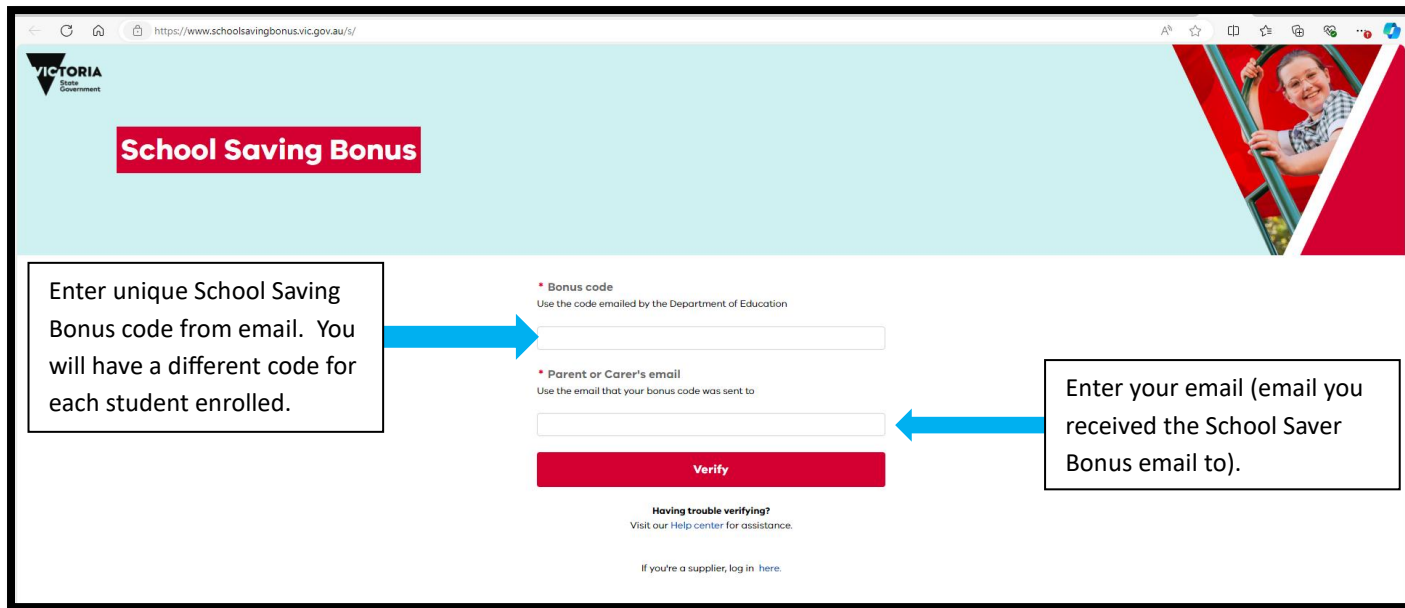 https://www.schoolsavingbonus.vic.gov.au/s/
VICTORIA
State
Government
School Saving Bonus
Enter unique School Saving
Bonus code from email.  You
will have a different code for
each student enrolled.
* Bonus code
Use the code emailed by the Department of Education
* Parent or Carer's email
Use the email that your bonus code was sent to
Enter your email (email you
received the School Saver
Bonus email to).
Verify
Having trouble verifying?
Visit our Help center for assistance.
If you're a supplier, log in here.